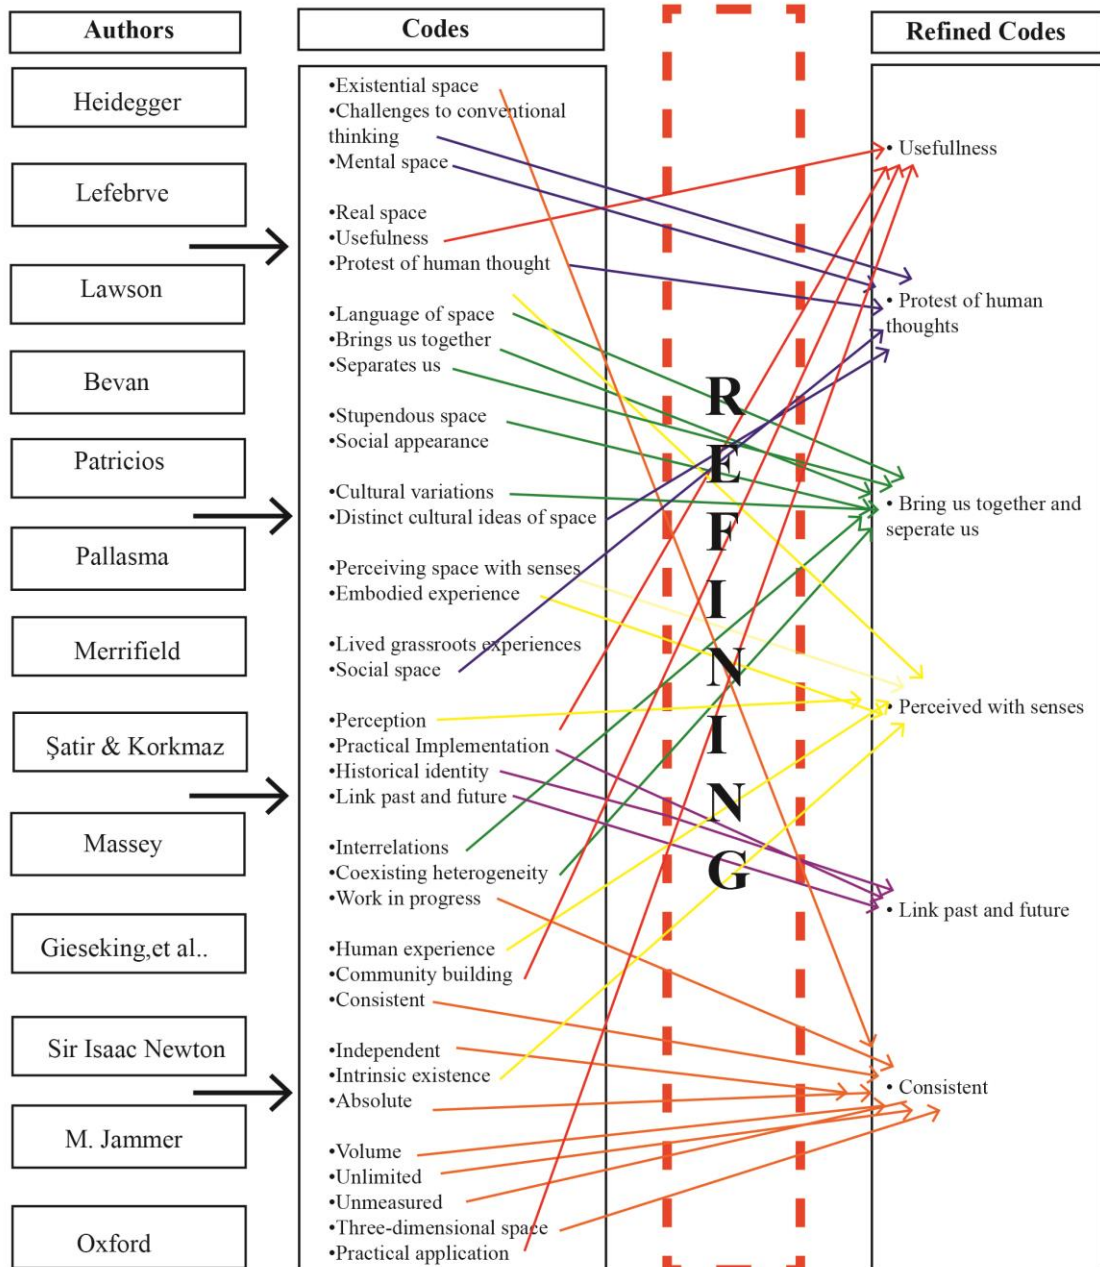 Authors
Heidegger
Lefebrve
Lawson
Bevan
Patricios
Pallasma
Merrifield
Şatir & Korkmaz
Massey
Gieseking,et al..
Sir Isaac Newton
M. Jammer
Oxford
Codes
•Existential space
•Challenges to conventional
thinking
•Mental space
•Real space
•Usefulness
•Protest of human thought
•Language of space
•Brings us together
•Separates us
•Stupendous space
•Social appearance
•Cultural variations
•Distinct cultural ideas of space
•Perceiving space with senses
•Embodied experience
•Lived grassroots experiences
•Social space
•Perception
•Practical Implementation
•Historical identity
•Link past and future
•Interrelations
•Coexisting heterogeneity
•Work in progress
•Human experience
•Community building
•Consistent
•Independent
•Intrinsic existence
•Absolute
•Volume
•Unlimited
•Unmeasured
•Three-dimensional space
•Practical application
REFINING
Refined Codes
• Usefullness
• Protest of human
thoughts
• Bring us together and
seperate us
• Perceived with senses
• Link past and future
• Consistent